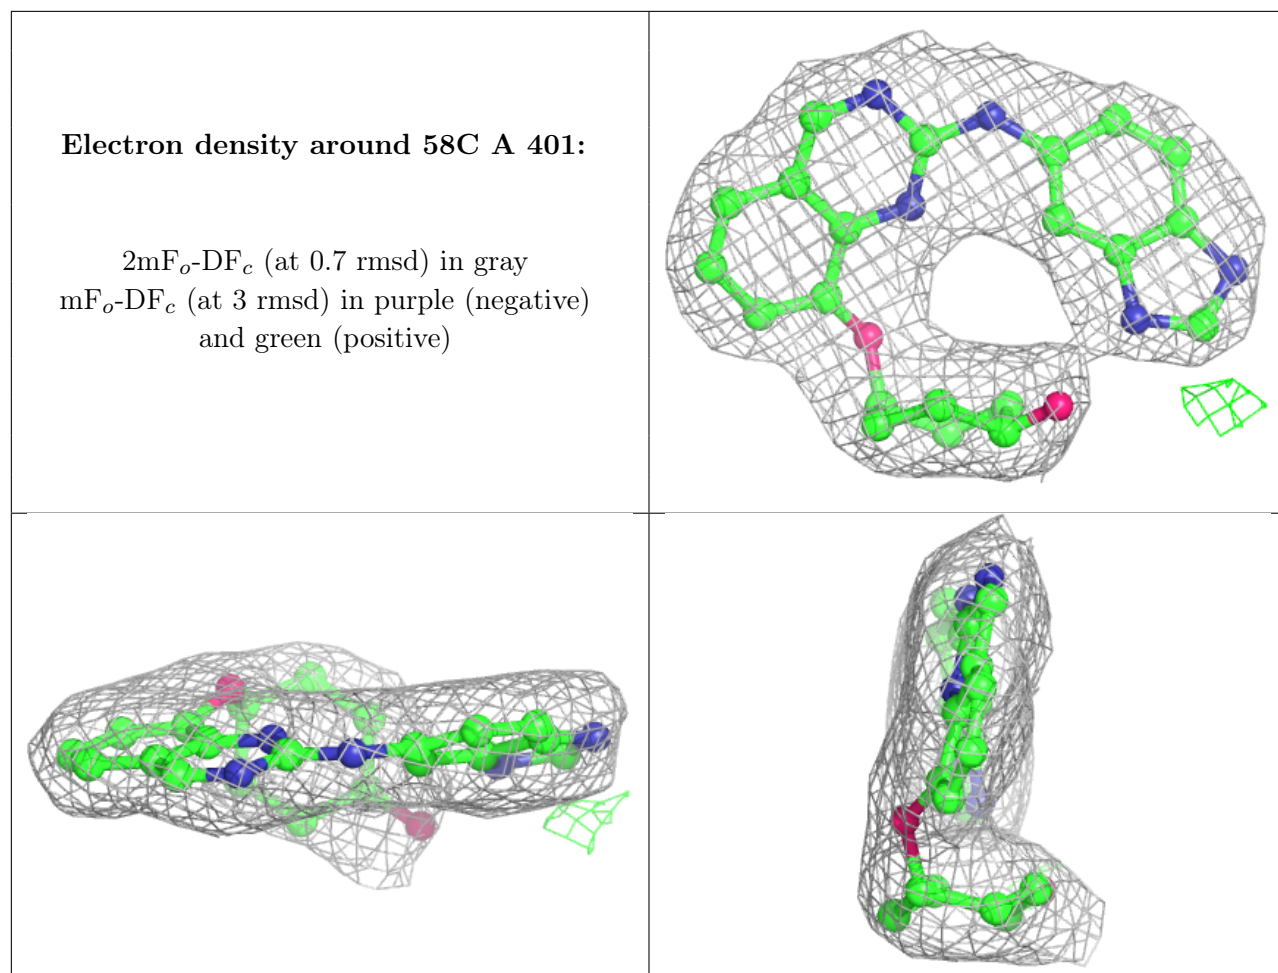 Electron density around 58C A 401:
2mFo-DFc (at 0.7 rmsd) in gray
mFo-DFc (at 3 rmsd) in purple (negative)
and green (positive)